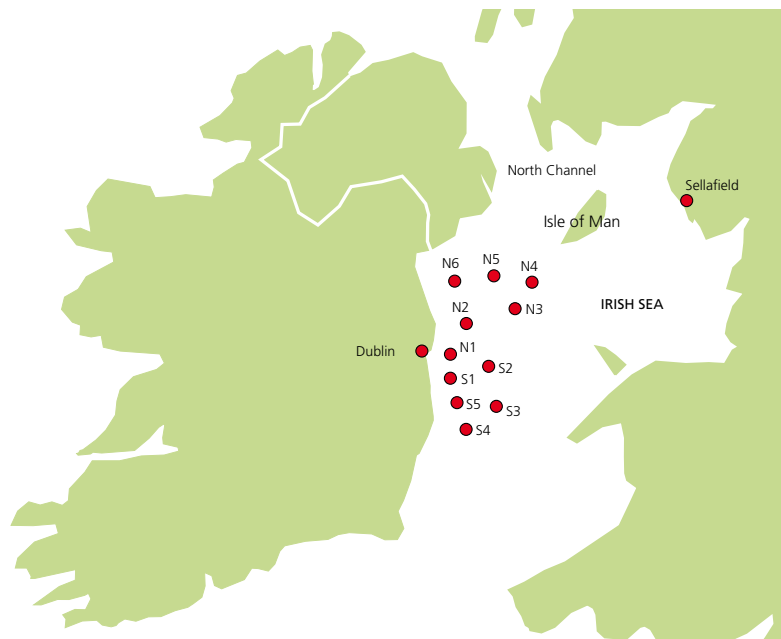 North Channel
Sellafield
Isle of Man
N6
N5
N4
N2
N3
IRISH SEA
Dublin
N1
S2
S1
S5
S3
S4